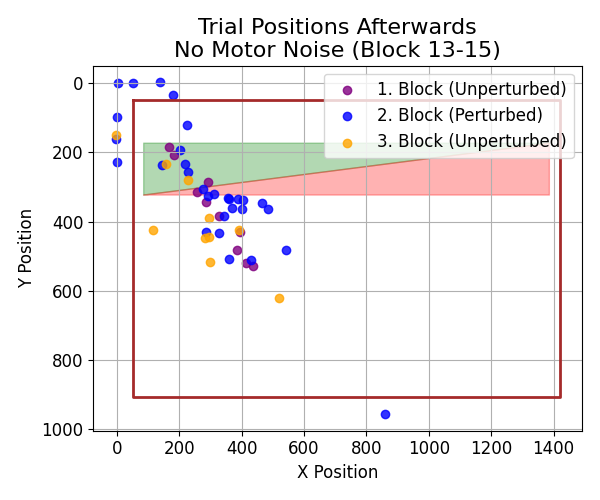 Trial Positions Afterwards
No Motor Noise (Block 13-15)
1. Block (Unperturbed)
2. Block (Perturbed)
3. Block (Unperturbed)
Y Position
0
200
400
600
800
1000
0 200 400 600 800 1000 1200 1400
X Position